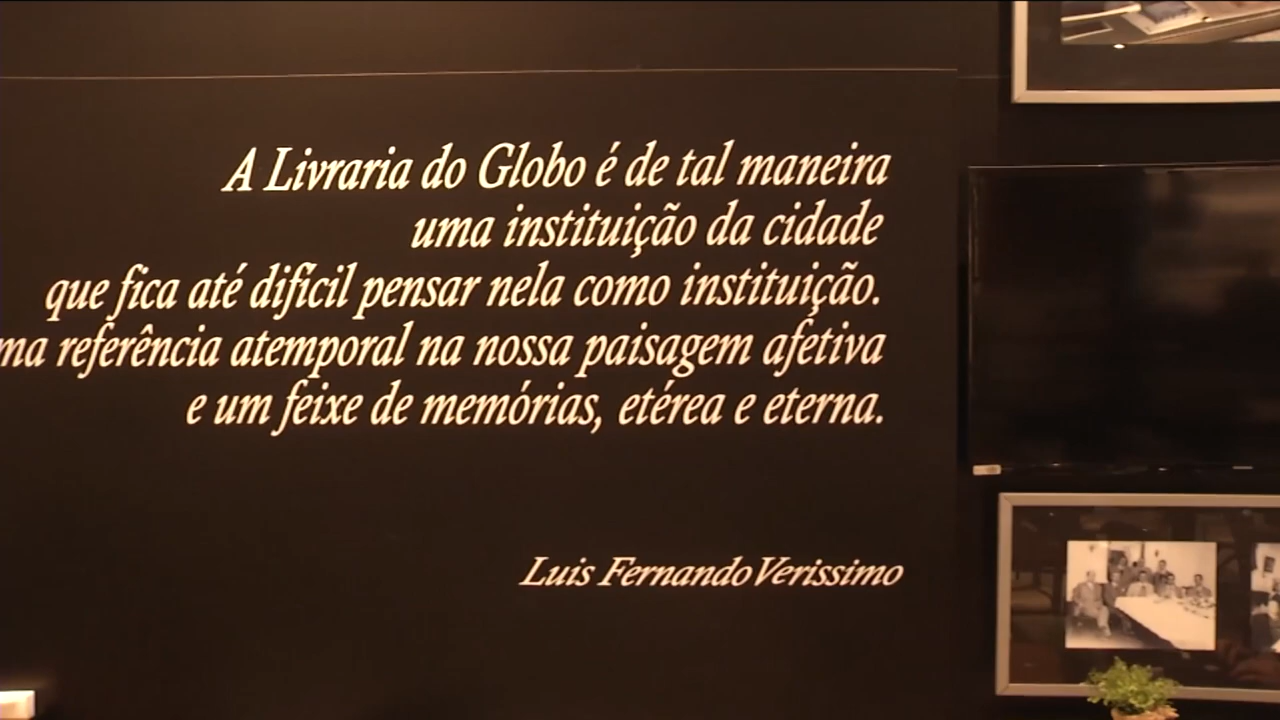 A Livraria do Globo é de tal maneira
uma instituição da cidade
que fica até difícil pensar nela como instituição.
referência atemporal na nossa paisagem afetiva
e um feixe de memórias, etérea e eterna.
Luis Fernando Verissimo